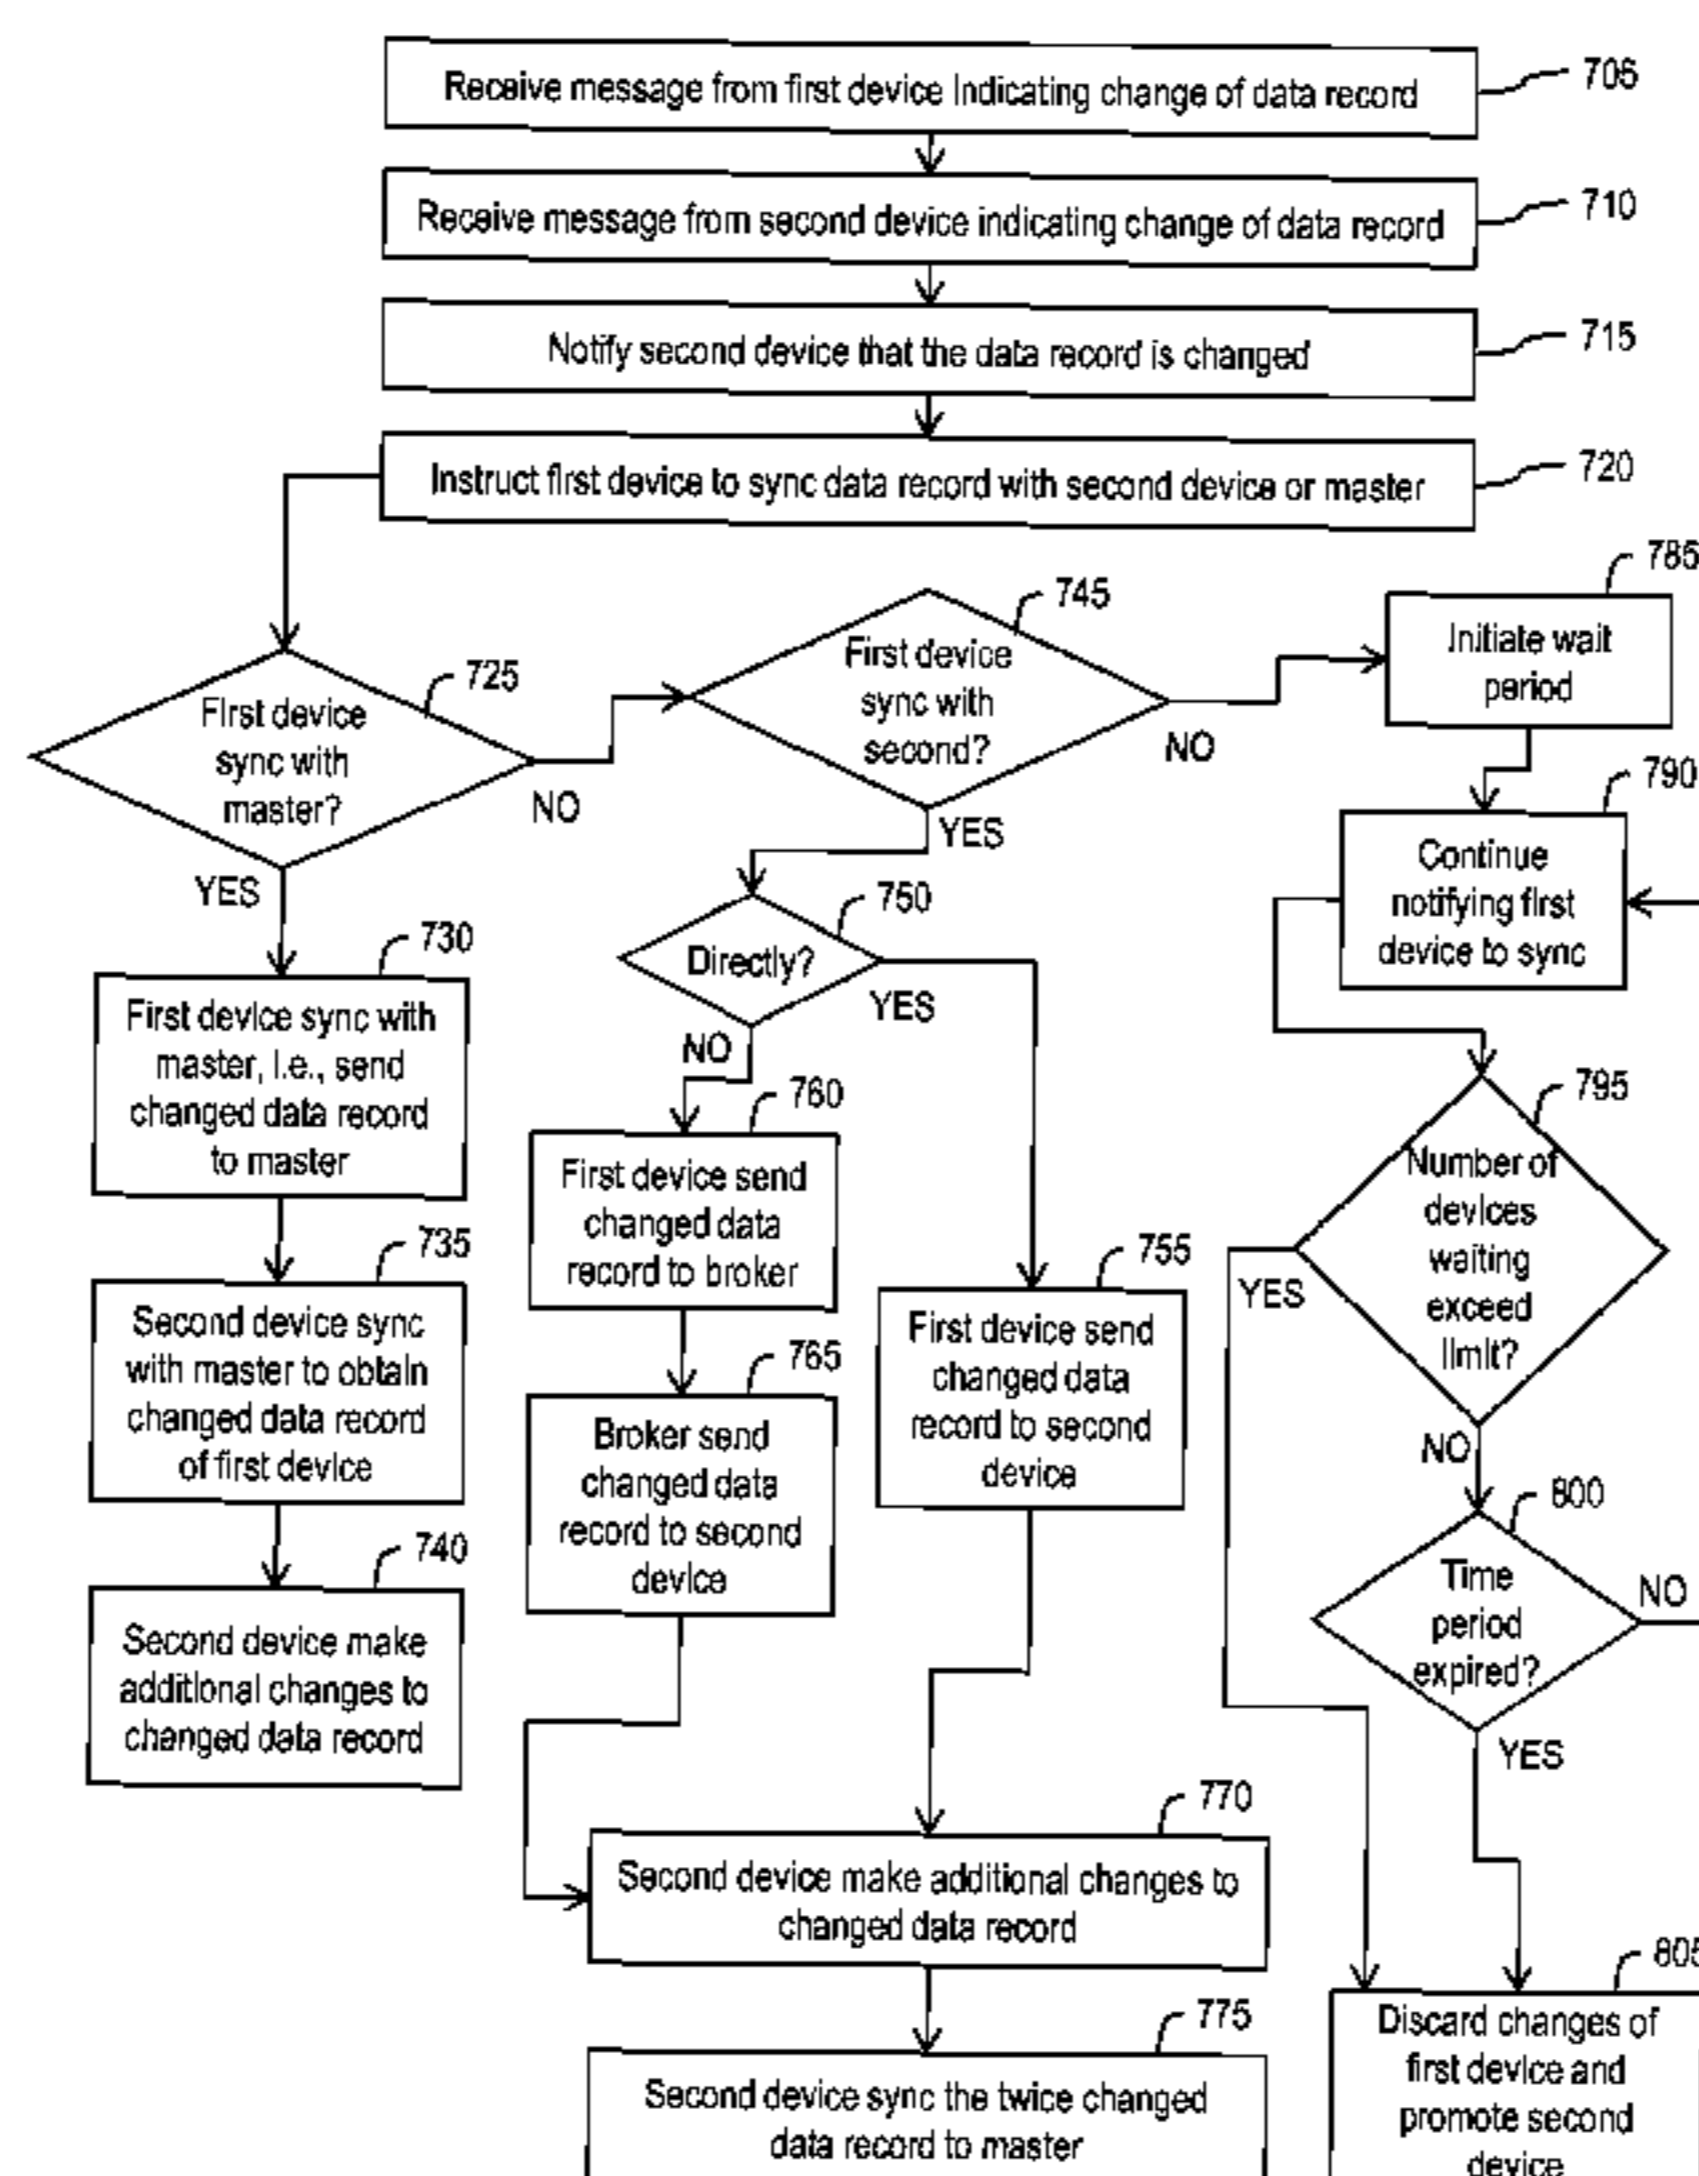 Receive message from first device Indicating change of data record
705
Receive message from second device indicating change of data record
710
Notify second device that the data record is changed
715
Instruct first device to sync data record with second device or master
720
725
First device
sync with
master?
NO
YES
745
First device
sync with
second?
NO
YES
785
Initiate wait
period
790
Continue
notifying first
device to sync
730
First device sync with
master, i.e., send
changed data record
to master
750
Directly?
YES
NO
760
First device send
changed data
record to broker
795
Number of
devices
waiting
exceed
limit?
YES
NO
735
Second device sync
with master to obtain
changed data record
of first device
765
Broker send
changed data
record to second
device
755
First device send
changed data
record to second
device
800
Time
period
expired?
NO
YES
740
Second device make
additional changes to
changed data record
770
Second device make additional changes to
changed data record
775
Second device sync the twice changed
data record to master
805
Discard changes of
first device and
promote second
device